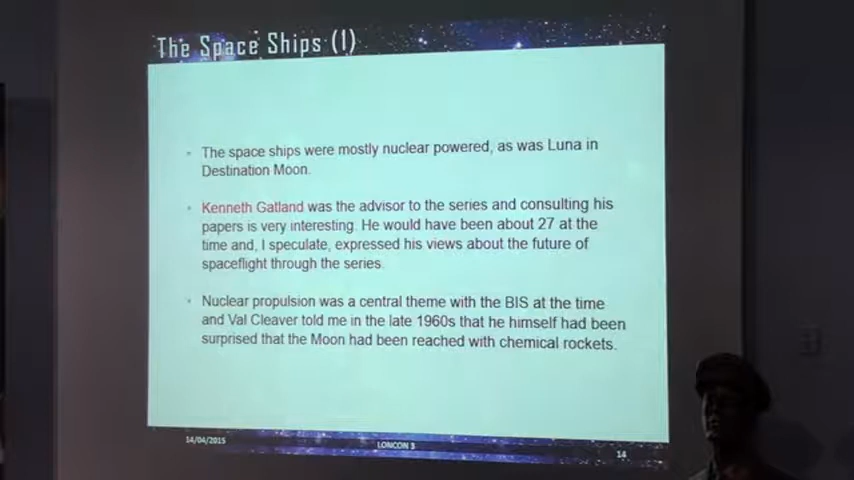 The Space Ships (1)
The space ships were mostly nuclear powered, as was Luna in
Destination Moon.
Kenneth Gatland was the advisor to the series and consulting his
papers is very interesting. He would have been about 27 at the
time and, I speculate, expressed his views about the future of
spaceflight through the series.
Nuclear propulsion was a central theme with the BIS at the time
and Val Cleaver told me in the late 1960s that he himself had been
surprised that the Moon had been reached with chemical rockets.
14/04/2015
LONCON 3
14